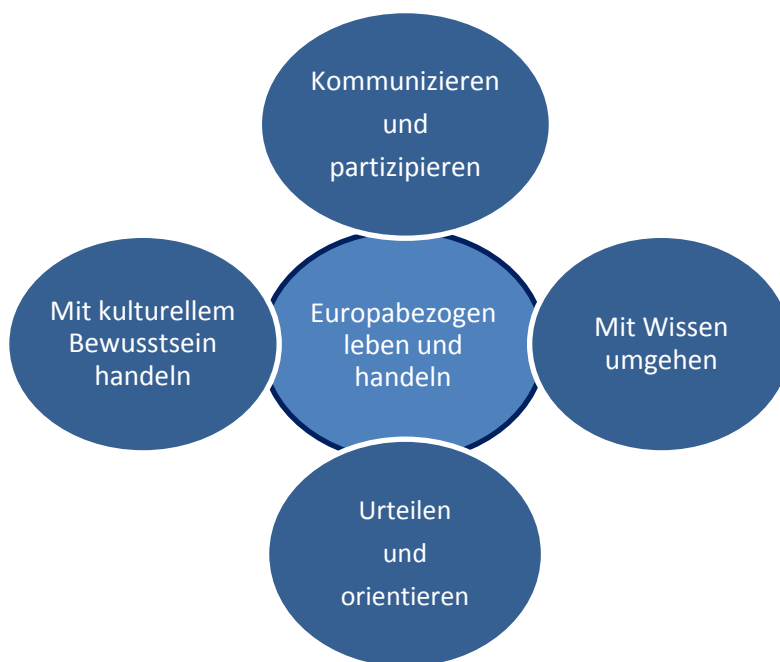 Kommunizieren
und
partizipieren
Mit kulturellem
Bewusstsein
handeln
Europabezogen
leben und
handeln
Mit Wissen
umgehen
Urteilen
und
orientieren